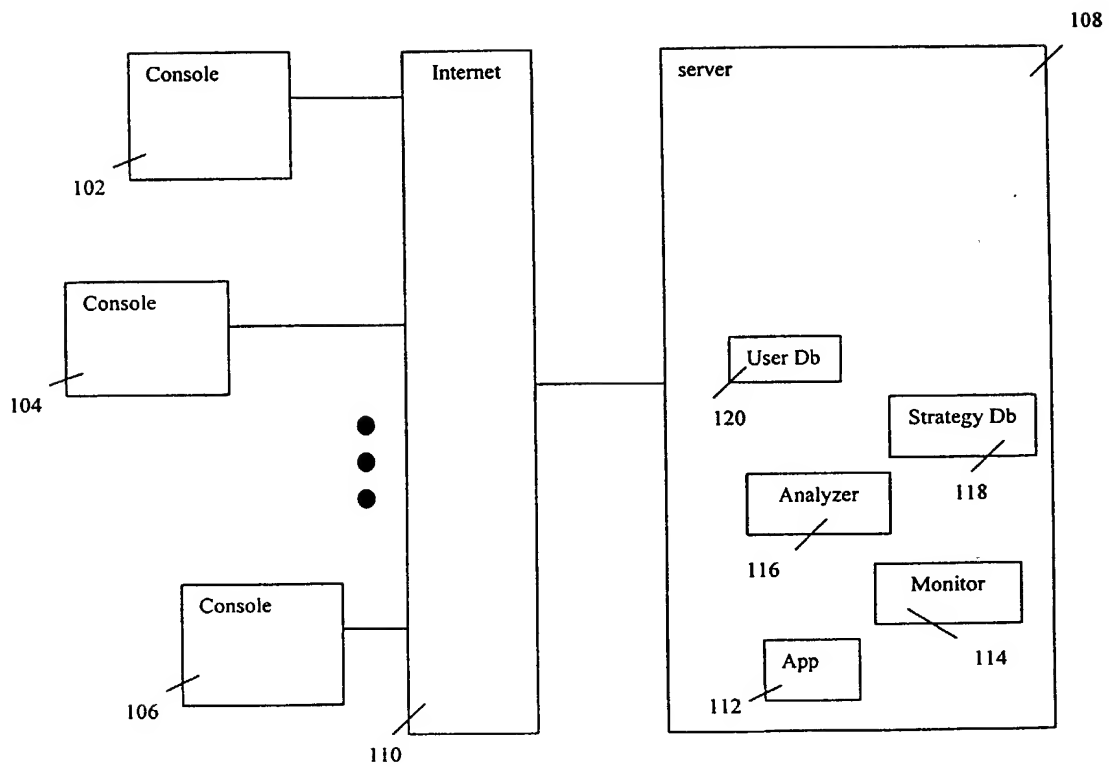 108
Console
Internet
server
102
Console
104
User Db
120
Strategy Db
118
Analyzer
116
Console
Monitor
114
App
112
106
110